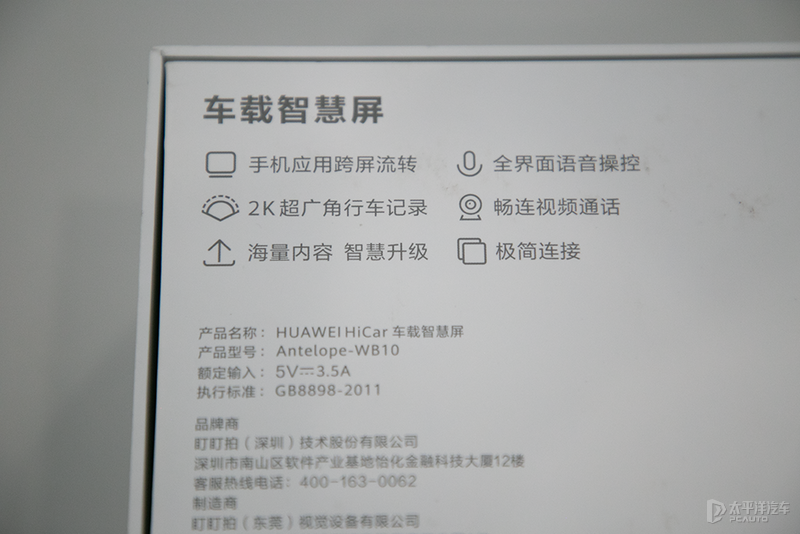 车载智慧屏
手机应用跨屏流转 全界面语音操控
2K超广角行车记录 畅连视频通话
海量内容 智慧升级 极简连接
产品名称：HUAWEI HiCar 车载智慧屏
产品型号：Antelope-WB10
额定输入：5V⎓3.5A
执行标准：GB8898-2011
品牌商
盯盯拍（深圳）技术股份有限公司
深圳市南山区软件产业基地怡化金融科技大厦12楼
客服热线电话：400-163-0062
制造商
盯盯拍（东莞）视觉设备有限公司
太平洋汽车
PCAUTO